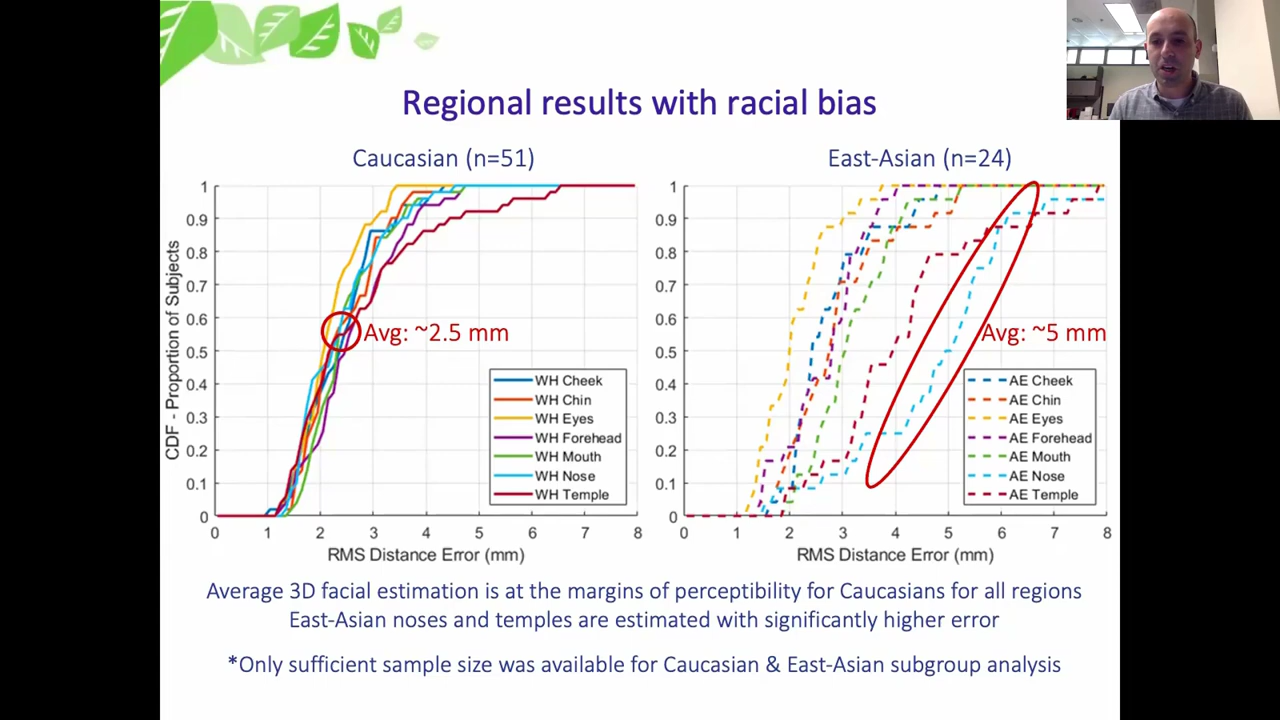 Regional results with racial bias
Caucasian (n=51)
East-Asian (n=24)
CDF - Proportion of Subjects
1
0.9
0.8
0.7
0.6
0.5
0.4
0.3
0.2
0.1
0
Avg: ~2.5 mm
WH Cheek
WH Chin
WH Eyes
WH Forehead
WH Mouth
WH Nose
WH Temple
0 1 2 3 4 5 6 7 8
RMS Distance Error (mm)
1
0.9
0.8
0.7
0.6
0.5
0.4
0.3
0.2
0.1
0
Avg: ~5 mm
AE Cheek
AE Chin
AE Eyes
AE Forehead
AE Mouth
AE Nose
AE Temple
0 1 2 3 4 5 6 7 8
RMS Distance Error (mm)
Average 3D facial estimation is at the margins of perceptibility for Caucasians for all regions
East-Asian noses and temples are estimated with significantly higher error
*Only sufficient sample size was available for Caucasian & East-Asian subgroup analysis